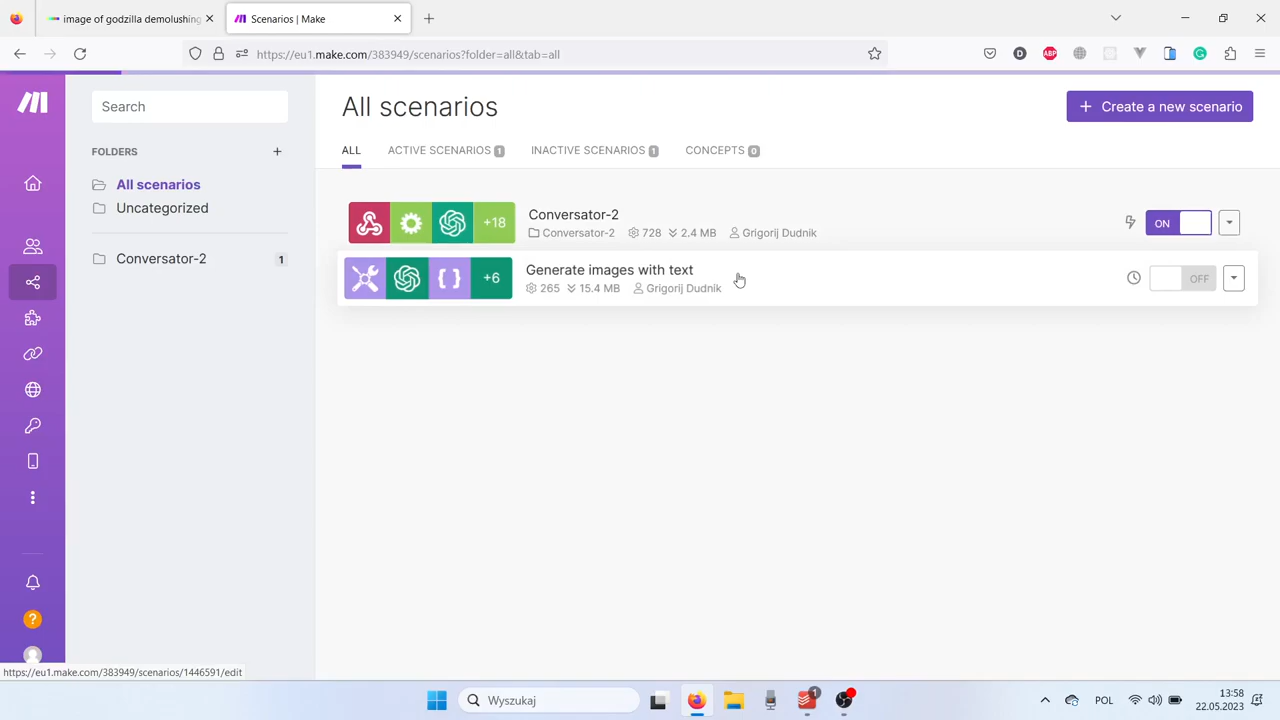 image of godzilla demolushing
Scenarios | Make
https://eu1.make.com/383949/scenarios?folder=all&tab=all
D
ABP
G
Search
All scenarios
Create a new scenario
FOLDERS
ALL
ACTIVE SCENARIOS 1
INACTIVE SCENARIOS 1
CONCEPTS 0
All scenarios
Uncategorized
Conversator-2 1
+18
Conversator-2
Conversator-2 728 2.4 MB Grigorij Dudnik
ON
+6
Generate images with text
265 15.4 MB Grigorij Dudnik
OFF
?
https://eu1.make.com/383949/scenarios/1446591/edit
Wyszukaj
1
POL
13:58
22.05.2023